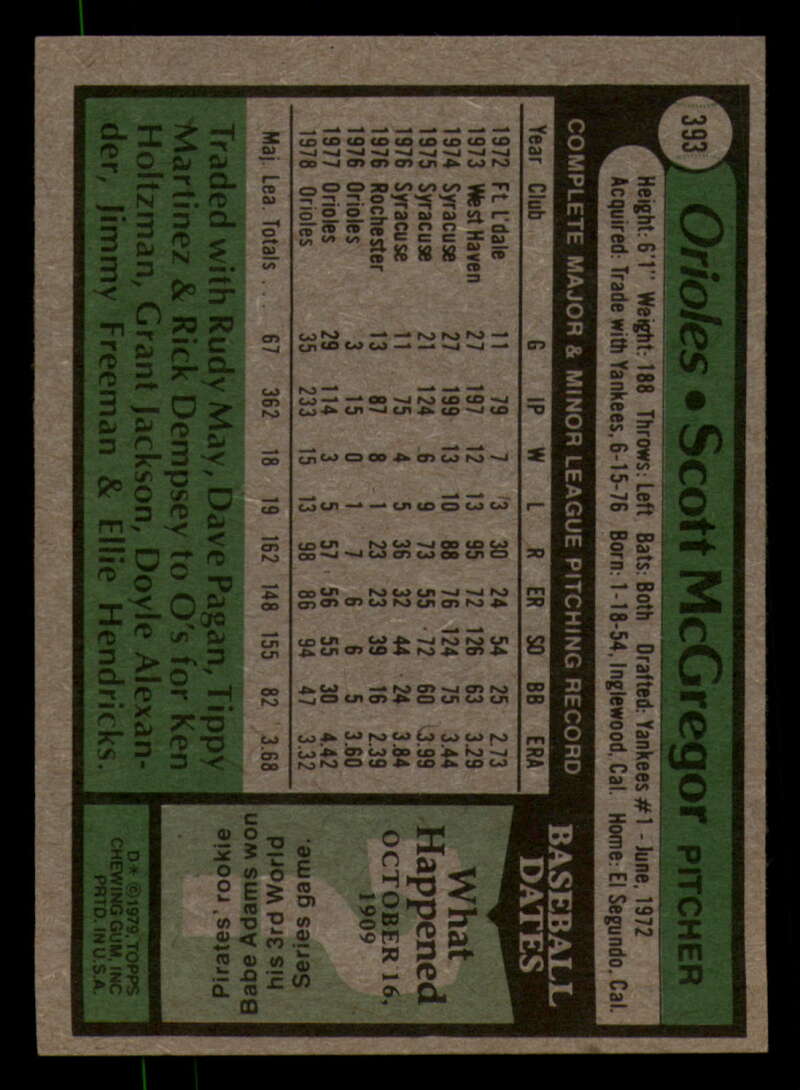 393
Orioles • Scott McGregor PITCHER
Height: 6'1" Weight: 188 Throws: Left Bats: Both Drafted: Yankees #1 - June, 1972
Acquired: Trade with Yankees, 6-15-76 Born: 1-18-54, Inglewood, Cal. Home: El Segundo, Cal.
COMPLETE MAJOR & MINOR LEAGUE PITCHING RECORD
Year Club G IP W L R ER SO BB ERA
1972 Ft. L'dale 11 79 7 3 30 24 54 25 2.73
1973 West Haven 27 197 12 13 95 72 126 63 3.29
1974 Syracuse 27 199 13 10 88 76 124 75 3.44
1975 Syracuse 21 124 6 9 73 55 72 60 3.99
1976 Syracuse 11 75 4 5 36 32 44 24 3.84
1976 Rochester 13 87 8 1 23 23 39 16 2.39
1976 Orioles 3 15 0 1 7 6 6 5 3.60
1977 Orioles 29 114 3 5 57 56 55 30 4.42
1978 Orioles 35 233 15 13 98 86 94 47 3.32
Maj. Lea. Totals . . . 67 362 18 19 162 148 155 82 3.68
Traded with Rudy May, Dave Pagan, Tippy
Martinez & Rick Dempsey to O's for Ken
Holtzman, Grant Jackson, Doyle Alexan-
der, Jimmy Freeman & Ellie Hendricks.
BASEBALL
DATES
What
Happened
OCTOBER 16,
1909
Pirates' rookie
Babe Adams won
his 3rd World
Series game.
D* ©1979, TOPPS
CHEWING GUM, INC
PRTD. IN U.S.A.